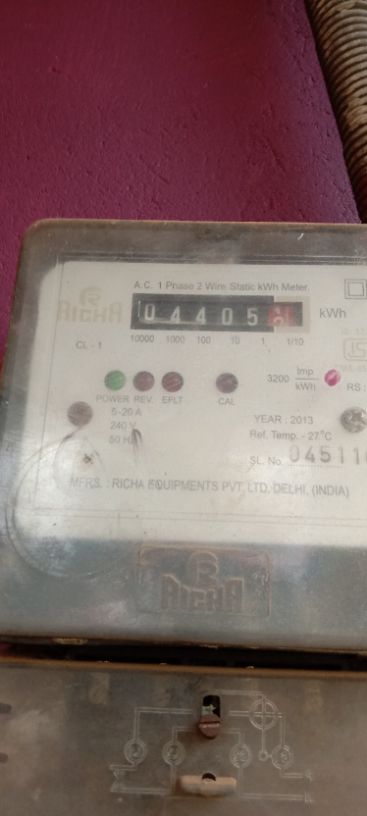 A.C. 1 Phase 2 Wire Static kWh Meter.
RICHA
04405
kWh
CL - 1
10000 1000 100 10 1 1/10
3200 Imp/kWh
RS :
POWER REV. EFLT CAL
5-20 A
240 V
50 Hz
YEAR : 2013
Ref. Temp. - 27°C
SL. No.
MFRS. : RICHA EQUIPMENTS PVT. LTD. DELHI. (INDIA)
R
RICHA